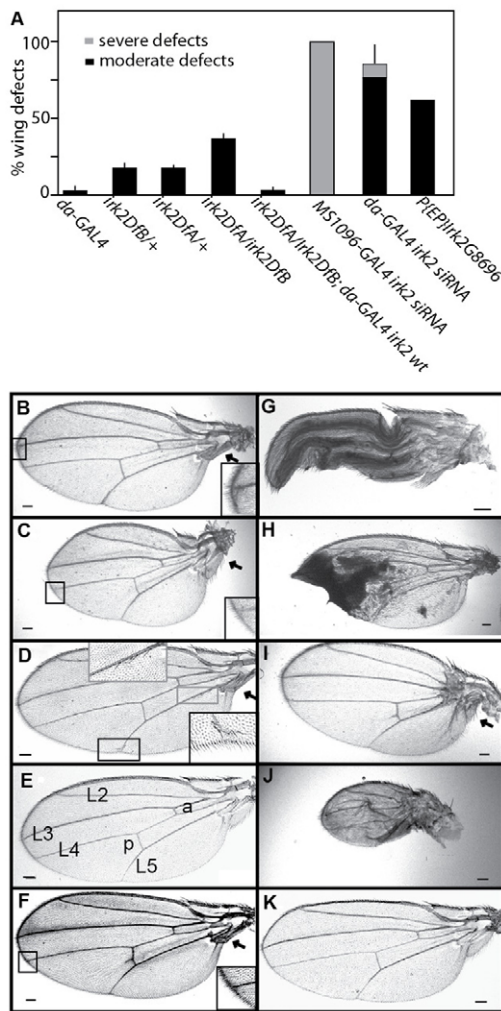 A
severe defects
moderate defects
100
50
0
% wing defects
da-GAL4
irk2DfB/+
irk2DfA/+
irk2DfA/irk2DfB
irk2DfA/irk2DfB; da-GAL4 irk2 wt
MS1096-GAL4 irk2 siRNA
da-GAL4 irk2 siRNA
P(EP)Irk2G8696
B
G
C
H
D
I
E
L2
a
L3
L4
p
L5
J
F
K